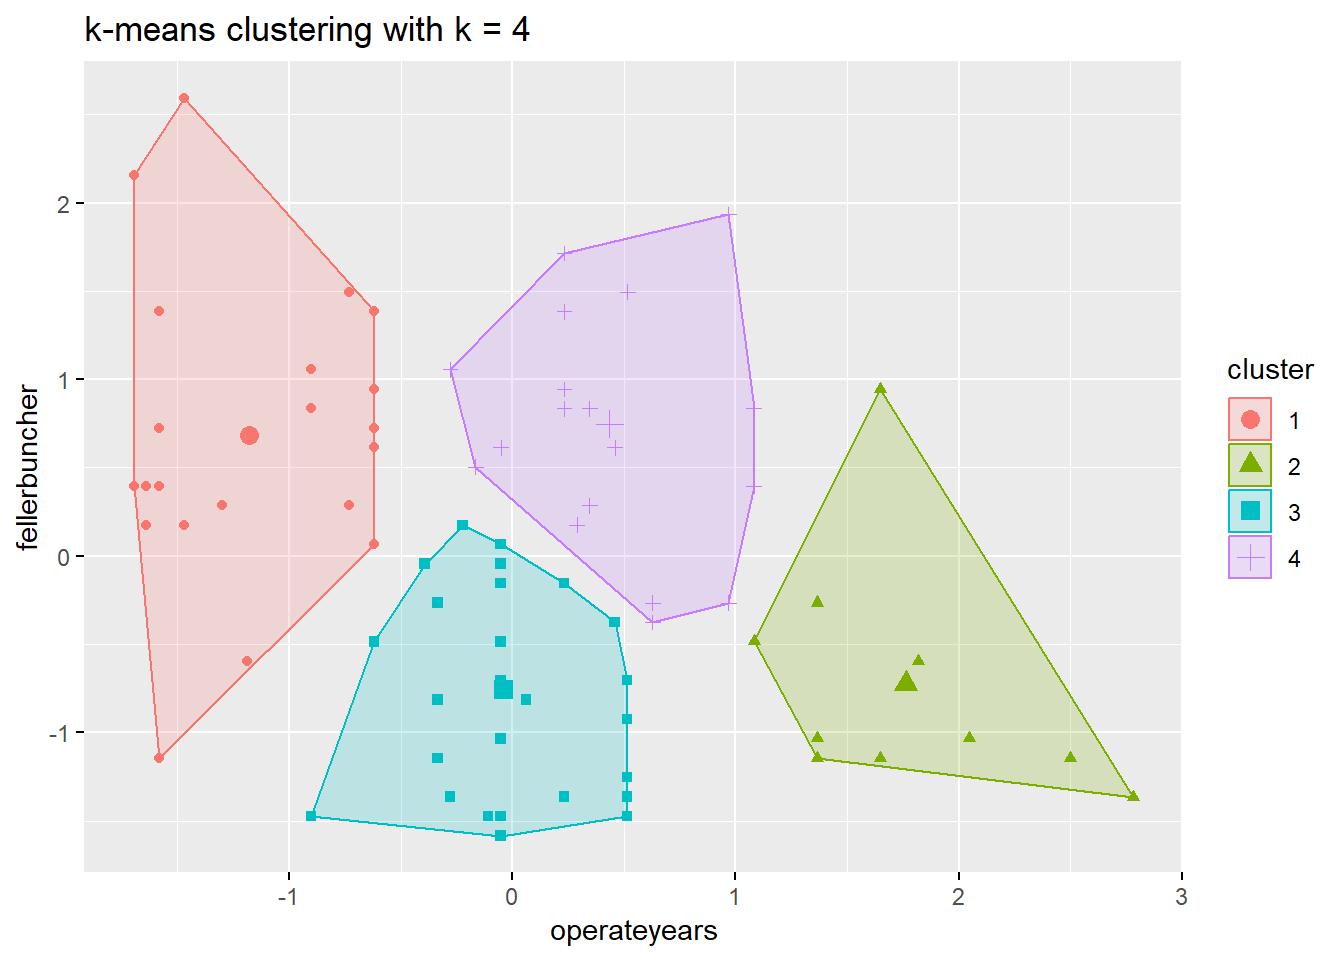 k-means clustering with k = 4
fellerbuncher
2
1
0
-1
-1 0 1 2 3
operateyears
cluster
1
2
3
4